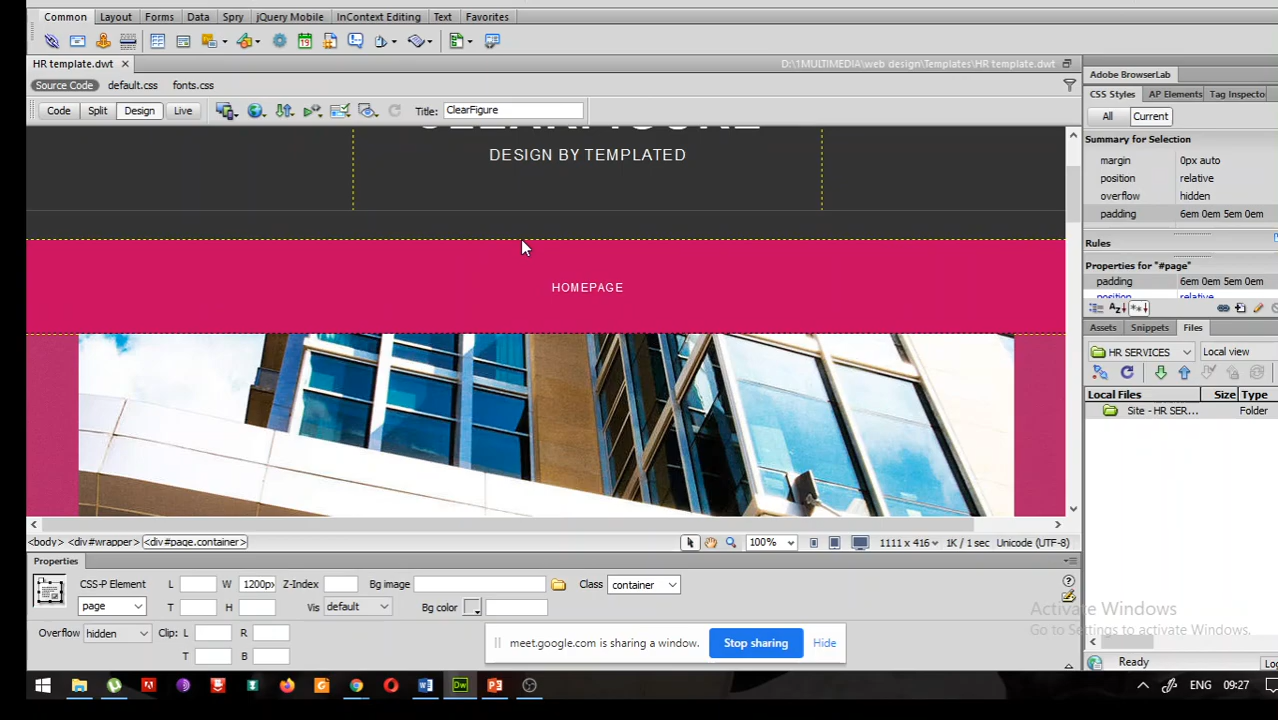 Common Layout Forms Data Spry jQuery Mobile InContext Editing Text Favorites
HR template.dwt × D:\1MULTIMEDIA\web design\Templates\HR template.dwt
Source Code default.css fonts.css
Code Split Design Live Title: ClearFigure
CLEARFIGURE
DESIGN BY TEMPLATED
HOMEPAGE
<body> <div#wrapper> <div#page.container> 100% 1111 x 416 1K / 1 sec Unicode (UTF-8)
Properties
CSS-P Element L W 1200px Z-Index Bg image Class container
page T H Vis default Bg color
Overflow hidden Clip: L R
T B
meet.google.com is sharing a window. Stop sharing Hide
Adobe BrowserLab
CSS Styles AP Elements Tag Inspecto
All Current
Summary for Selection
margin 0px auto
position relative
overflow hidden
padding 6em 0em 5em 0em
Rules
Properties for "#page"
padding 6em 0em 5em 0em
Assets Snippets Files
HR SERVICES Local view
Local Files Size Type
Site - HR SER... Folder
Activate Windows
Go to Settings to activate Windows.
Ready Log
ENG 09:27